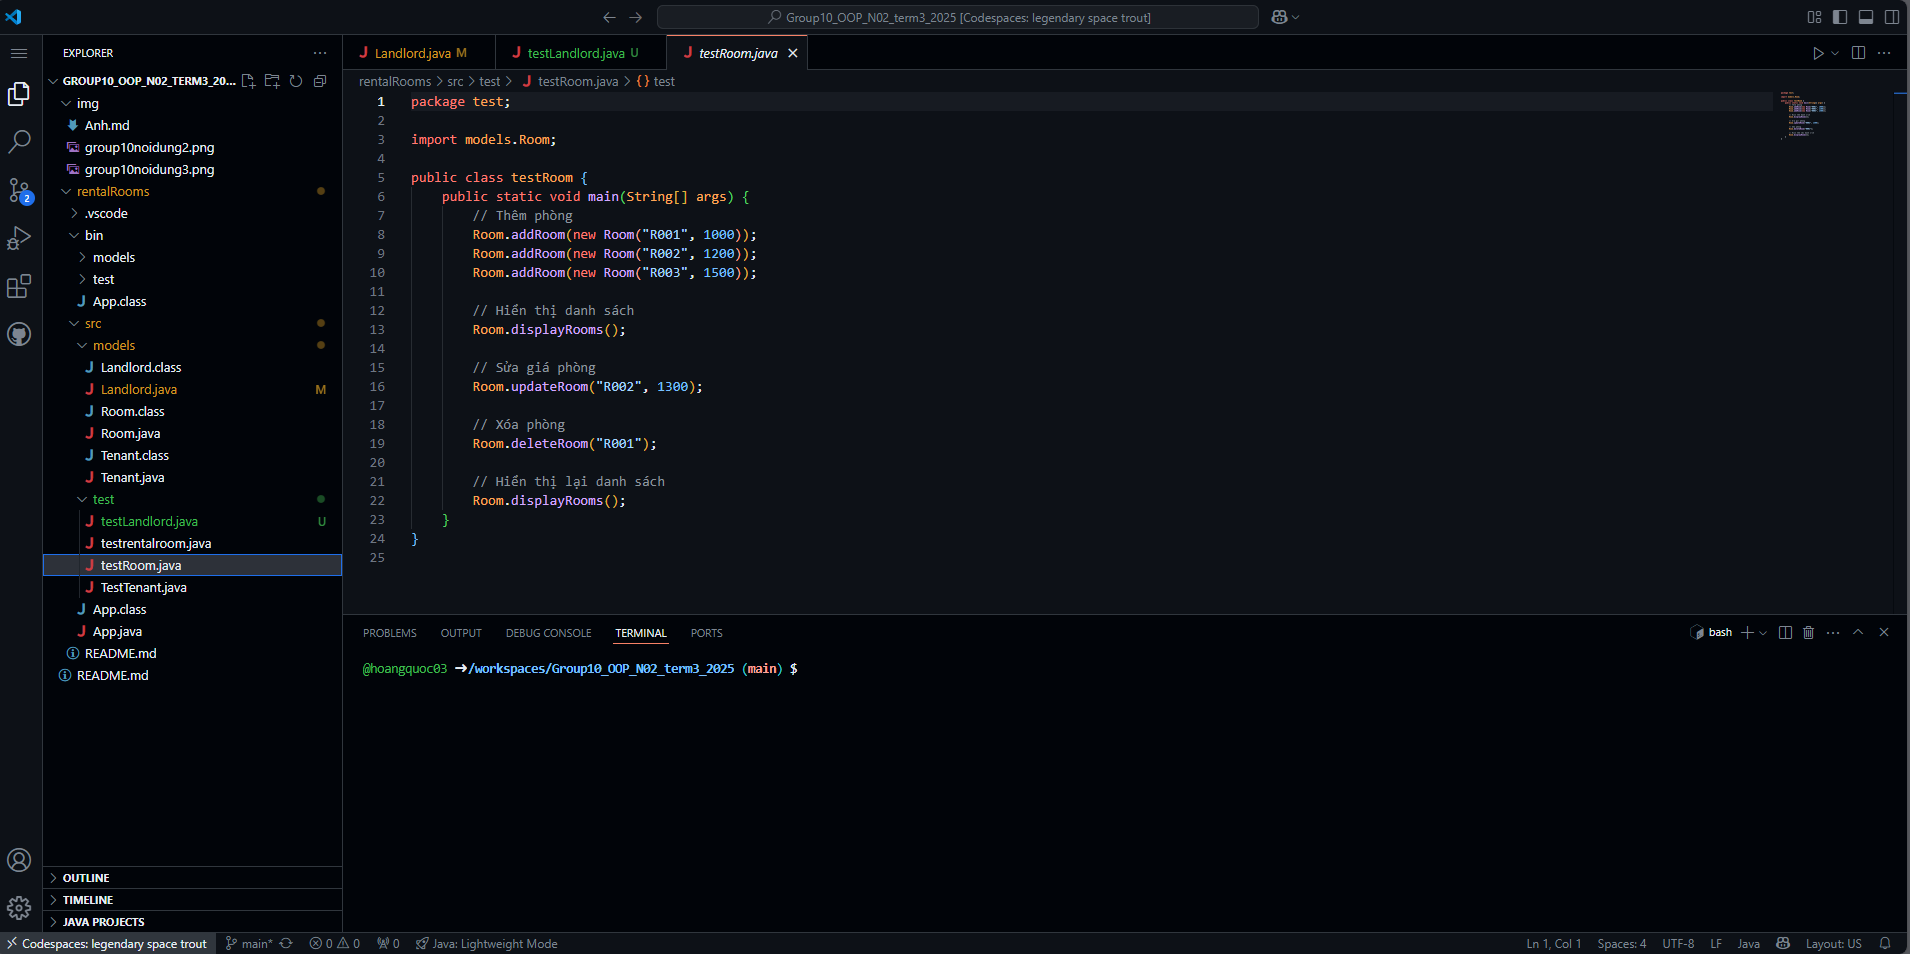 Group10_OOP_N02_term3_2025 [Codespaces: legendary space trout]
EXPLORER
GROUP10_OOP_N02_TERM3_20...
img
Anh.md
group10noidung2.png
group10noidung3.png
rentalRooms
.vscode
bin
models
test
App.class
src
models
Landlord.class
Landlord.java M
Room.class
Room.java
Tenant.class
Tenant.java
test
testLandlord.java U
testrentalroom.java
testRoom.java
TestTenant.java
App.class
App.java
README.md
README.md
OUTLINE
TIMELINE
JAVA PROJECTS
2
Landlord.java M
testLandlord.java U
testRoom.java
rentalRooms > src > test > testRoom.java > {} test
1 package test;
2
3 import models.Room;
4
5 public class testRoom {
6 public static void main(String[] args) {
7 // Thêm phòng
8 Room.addRoom(new Room("R001", 1000));
9 Room.addRoom(new Room("R002", 1200));
10 Room.addRoom(new Room("R003", 1500));
11
12 // Hiển thị danh sách
13 Room.displayRooms();
14
15 // Sửa giá phòng
16 Room.updateRoom("R002", 1300);
17
18 // Xóa phòng
19 Room.deleteRoom("R001");
20
21 // Hiển thị lại danh sách
22 Room.displayRooms();
23 }
24 }
25
PROBLEMS OUTPUT DEBUG CONSOLE TERMINAL PORTS
bash
@hoangquoc03 ➜/workspaces/Group10_OOP_N02_term3_2025 (main) $
Codespaces: legendary space trout main* 0 0 0 Java: Lightweight Mode
Ln 1, Col 1 Spaces: 4 UTF-8 LF Java Layout: US